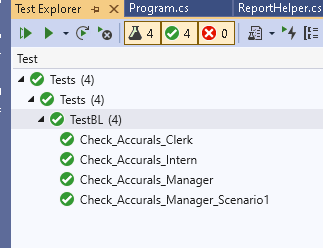 Test Explorer Program.cs ReportHelper.cs
4 4 0
Test
Tests (4)
Tests (4)
TestBL (4)
Check_Accurals_Clerk
Check_Accurals_Intern
Check_Accurals_Manager
Check_Accurals_Manager_Scenario1